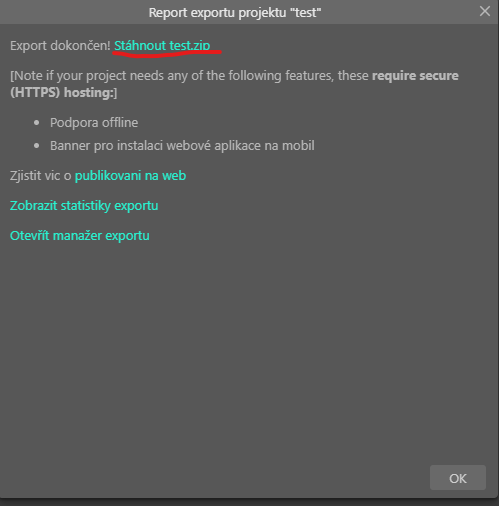 Report exportu projektu "test"
Export dokončen! Stáhnout test.zip
[Note if your project needs any of the following features, these require secure
(HTTPS) hosting:]
Podpora offline
Banner pro instalaci webové aplikace na mobil
Zjistit vic o publikovani na web
Zobrazit statistiky exportu
Otevřít manažer exportu
OK